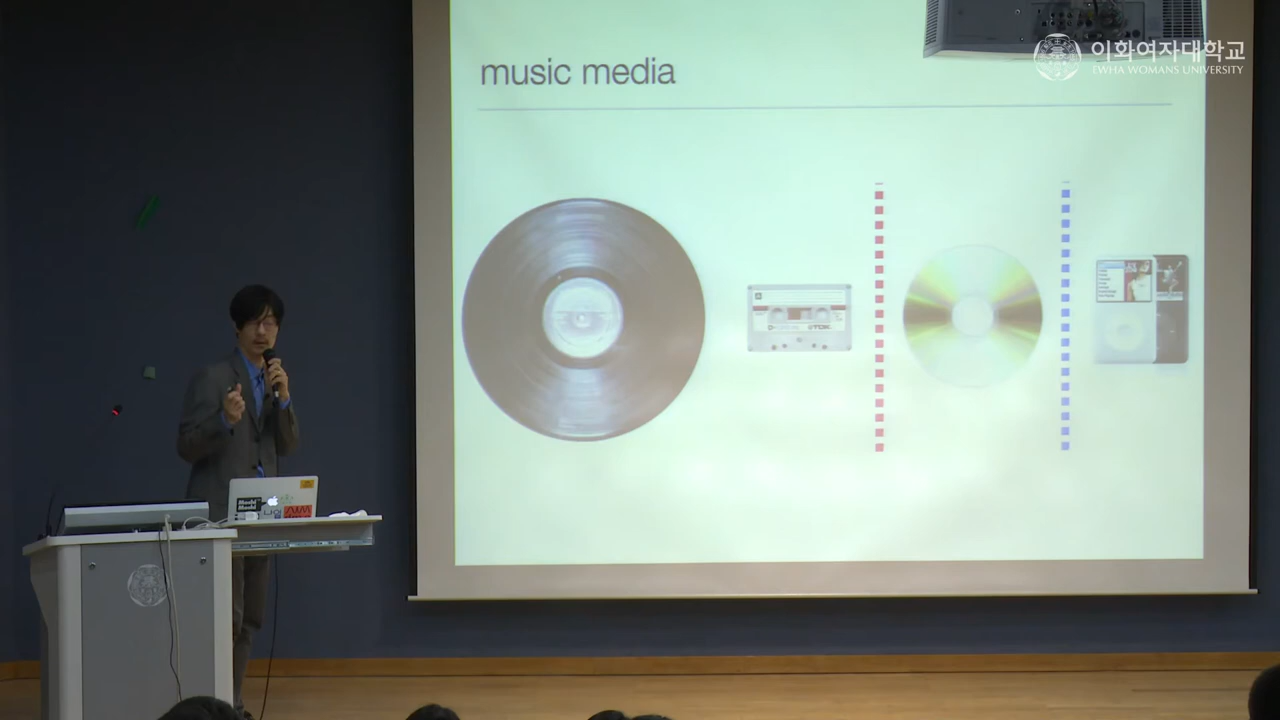 music media
이화여자대학교
EWHA WOMANS UNIVERSITY
A
TDK